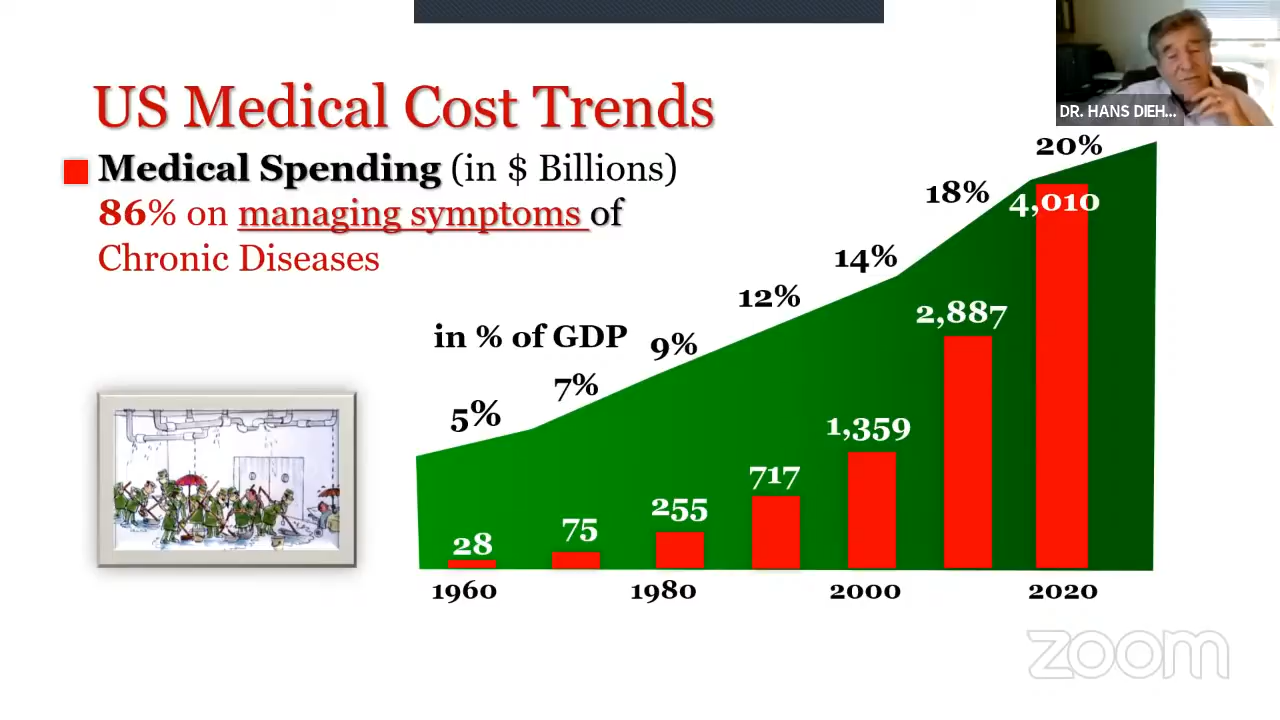 DR. HANS DIEH...
US Medical Cost Trends
Medical Spending (in $ Billions)
86% on managing symptoms of
Chronic Diseases
in % of GDP
5%
7%
9%
12%
14%
18%
20%
28
75
255
717
1,359
2,887
4,010
1960
1980
2000
2020
zoom